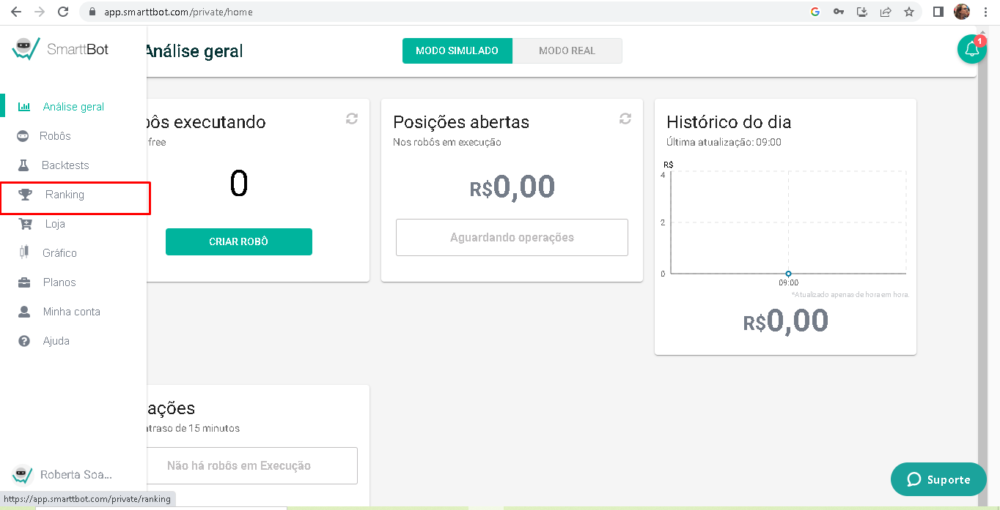 app.smarttbot.com/private/home
SmarttBot
Análise geral
MODO SIMULADO
MODO REAL
1
Análise geral
Robôs
Backtests
Ranking
Loja
Gráfico
Planos
Minha conta
Ajuda
Roberta Soa...
bôs executando
free
0
CRIAR ROBÔ
Posições abertas
Nos robôs em execução
R$0,00
Aguardando operações
Histórico do dia
Última atualização: 09:00
R$
4
2
0
09:00
*Atualizado apenas de hora em hora.
R$0,00
ações
atraso de 15 minutos
Não há robôs em Execução
Suporte
https://app.smarttbot.com/private/ranking